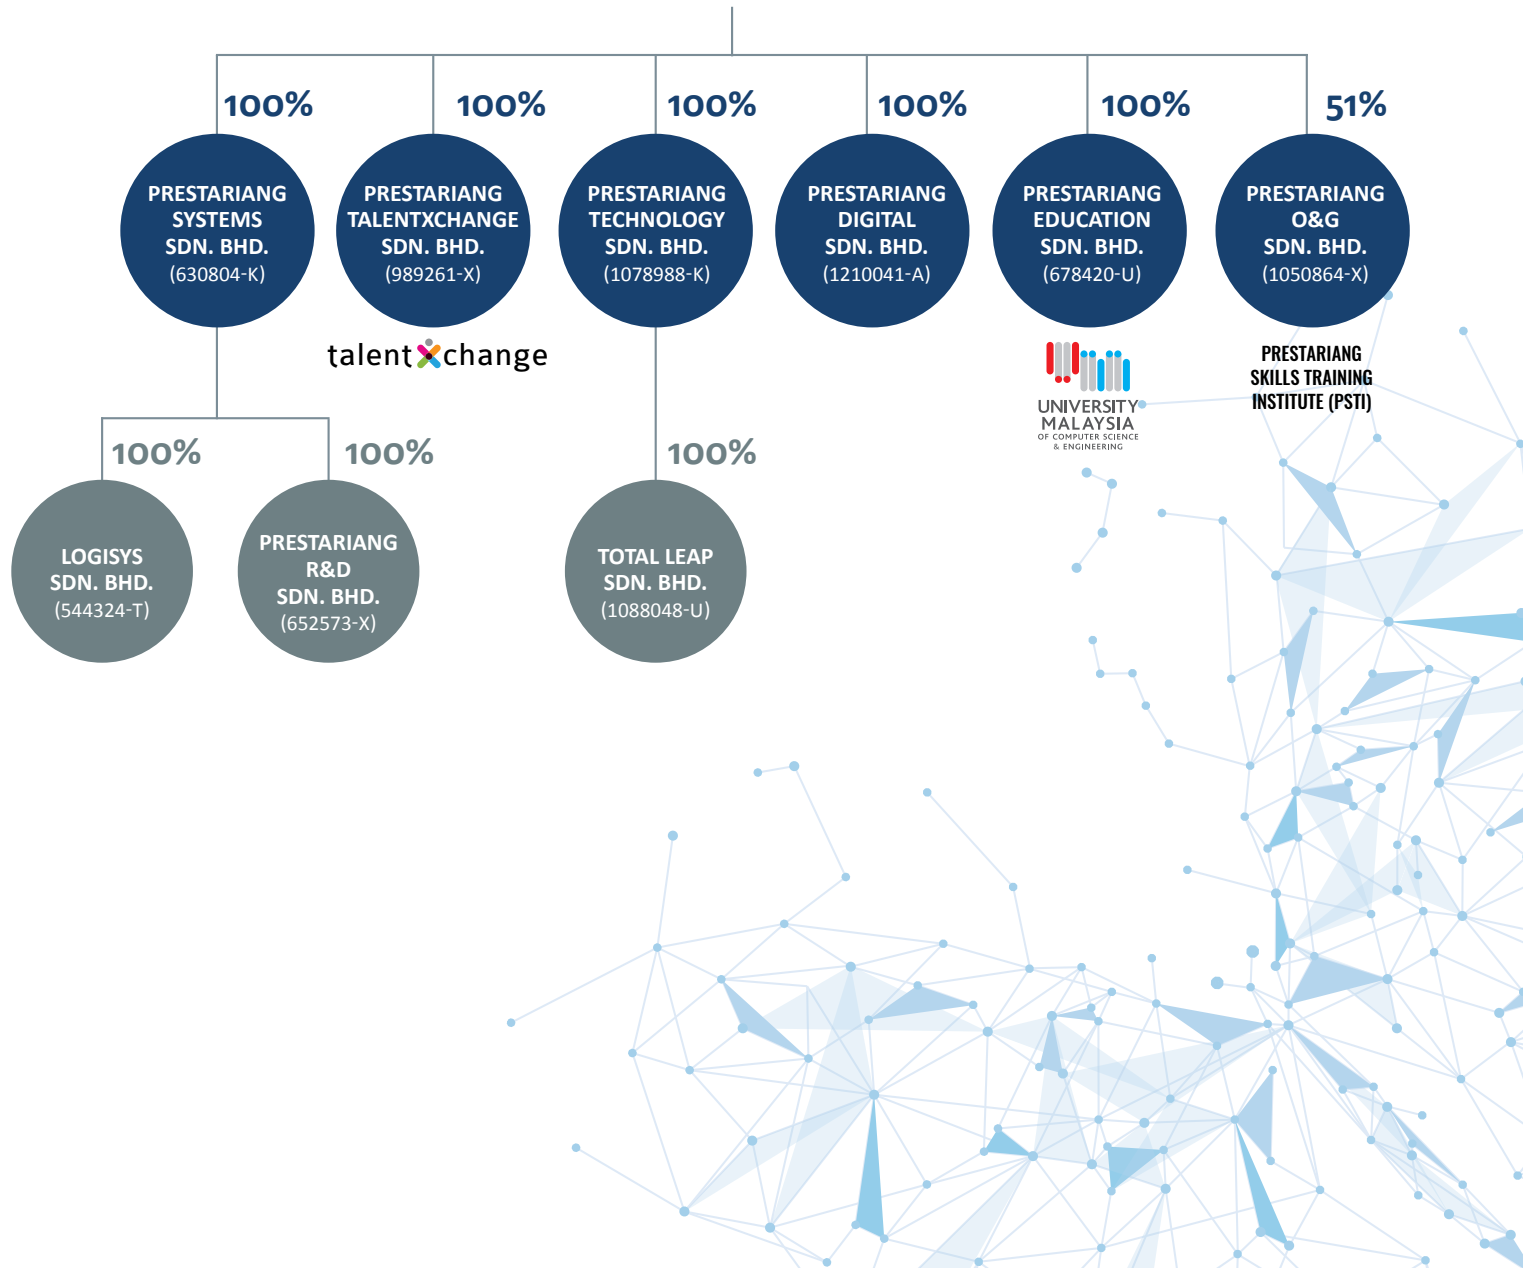 100%
100%
100%
100%
100%
51%
PRESTARIANG
SYSTEMS
SDN. BHD.
(630804-K)
PRESTARIANG
TALENTXCHANGE
SDN. BHD.
(989261-X)
PRESTARIANG
TECHNOLOGY
SDN. BHD.
(1078988-K)
PRESTARIANG
DIGITAL
SDN. BHD.
(1210041-A)
PRESTARIANG
EDUCATION
SDN. BHD.
(678420-U)
PRESTARIANG
O&G
SDN. BHD.
(1050864-X)
talentXchange
UNIVERSITY
MALAYSIA
OF COMPUTER SCIENCE
& ENGINEERING
PRESTARIANG
SKILLS TRAINING
INSTITUTE (PSTI)
100%
100%
100%
LOGISYS
SDN. BHD.
(544324-T)
PRESTARIANG
R&D
SDN. BHD.
(652573-X)
TOTAL LEAP
SDN. BHD.
(1088048-U)